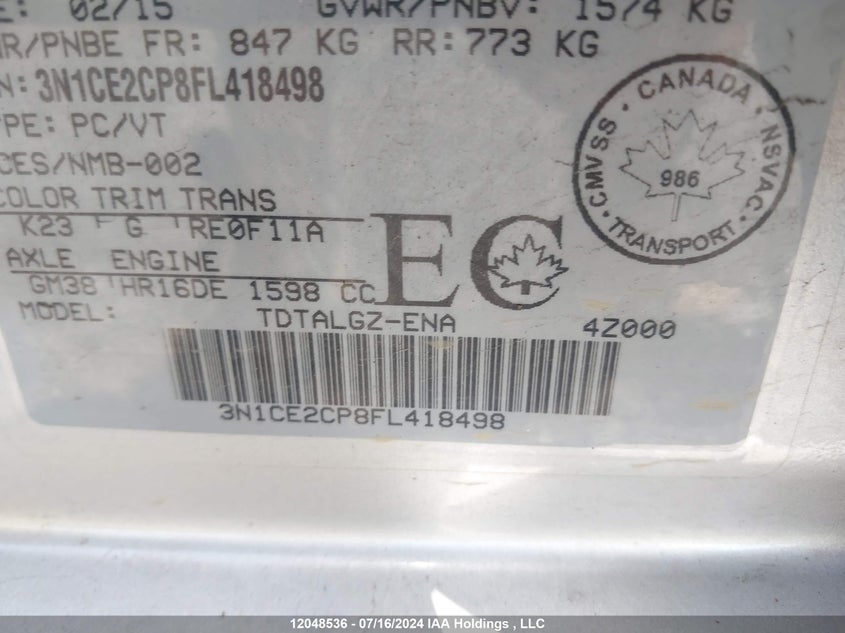 E: 02/15 GVWR/PNBV: 1574 KG
R/PNBE FR: 847 KG RR: 773 KG
N: 3N1CE2CP8FL418498
PE: PC/VT
CES/NMB-002
COLOR TRIM TRANS
K23 G RE0F11A
AXLE ENGINE
GM38 HR16DE 1598 CC
EC
MODEL: TDTALGZ-ENA 4Z000
3N1CE2CP8FL418498
CANADA
CMVSS · NSVAC
986
TRANSPORT
12048536 - 07/16/2024 IAA Holdings , LLC